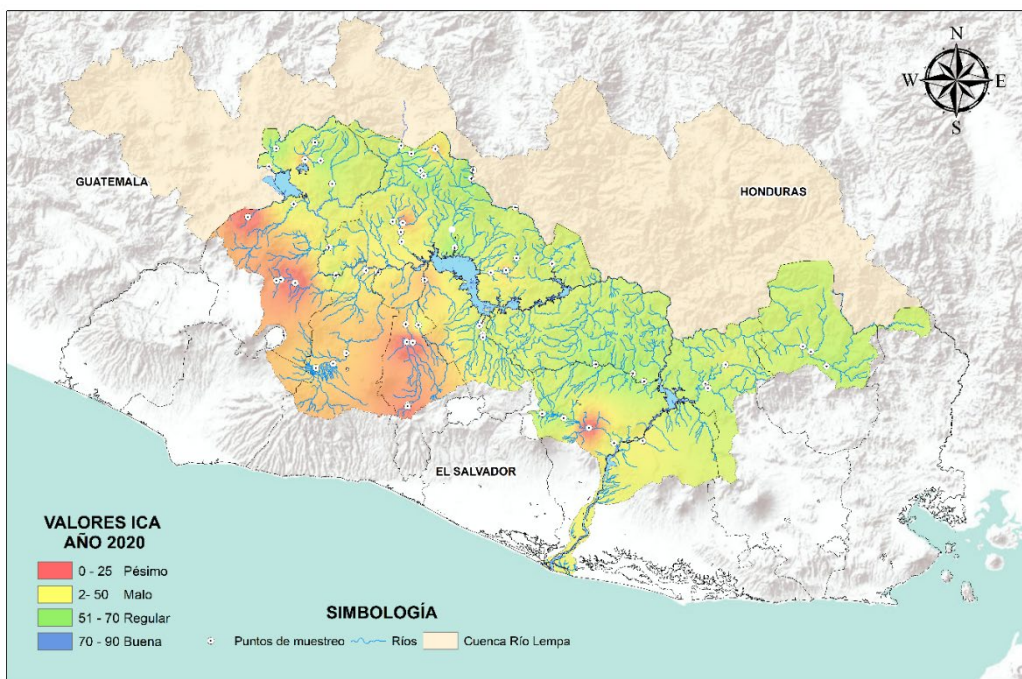 N
W E
S
GUATEMALA
HONDURAS
EL SALVADOR
VALORES ICA
AÑO 2020
0 - 25 Pésimo
2- 50 Malo
51 - 70 Regular
70 - 90 Buena
SIMBOLOGÍA
Puntos de muestreo
Ríos
Cuenca Río Lempa